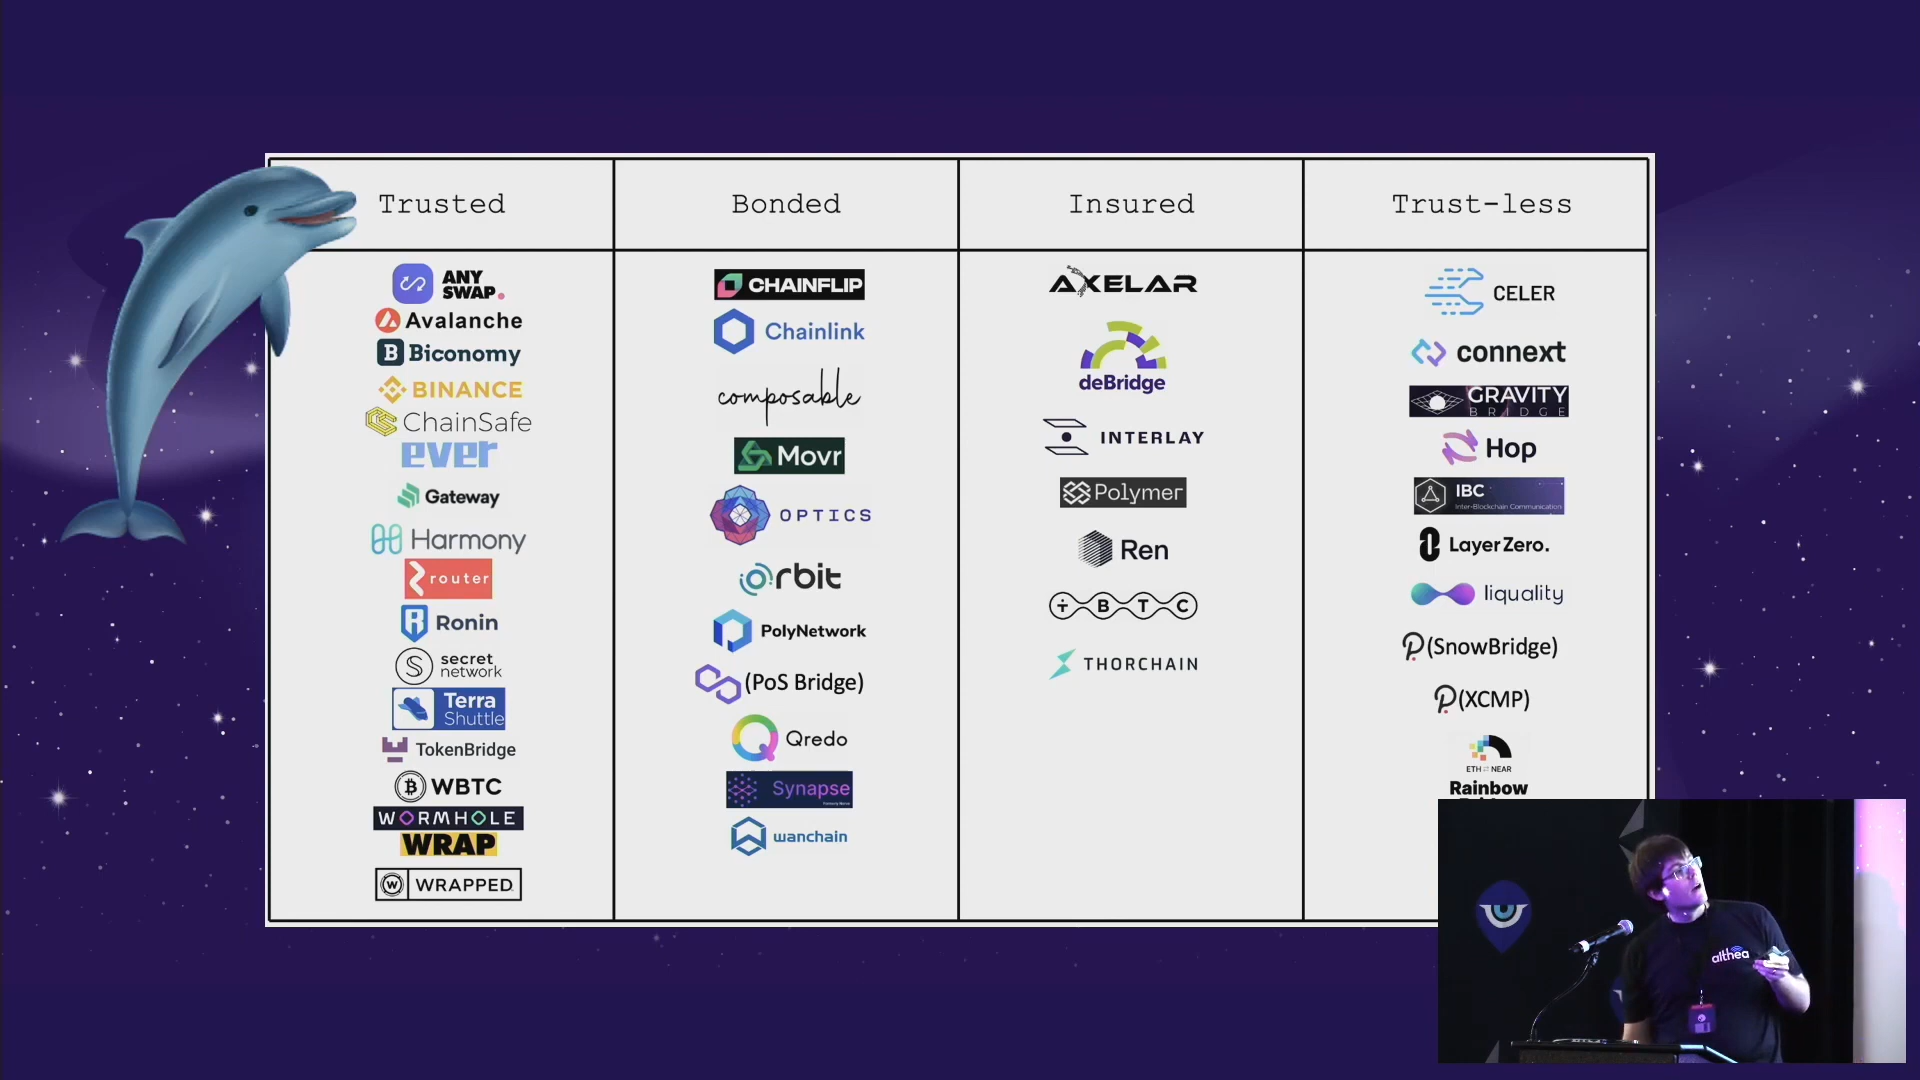 Trusted
ANY
SWAP.
Avalanche
Biconomy
BINANCE
ChainSafe
ever
Gateway
Harmony
router
Ronin
secret
network
Terra
Shuttle
TokenBridge
WBTC
WORMHOLE
WRAP
WRAPPED
Bonded
CHAINFLIP
Chainlink
composable
Movr
OPTICS
orbit
PolyNetwork
(PoS Bridge)
Qredo
Synapse
wanchain
Insured
AXELAR
deBridge
INTERLAY
Polymer
Ren
TBTC
THORCHAIN
Trust-less
CELER
connext
GRAVITY
BRIDGE
Hop
IBC
Inter-Blockchain Communication
Layer Zero.
liquality
(SnowBridge)
(XCMP)
ETH NEAR
Rainbow
althea